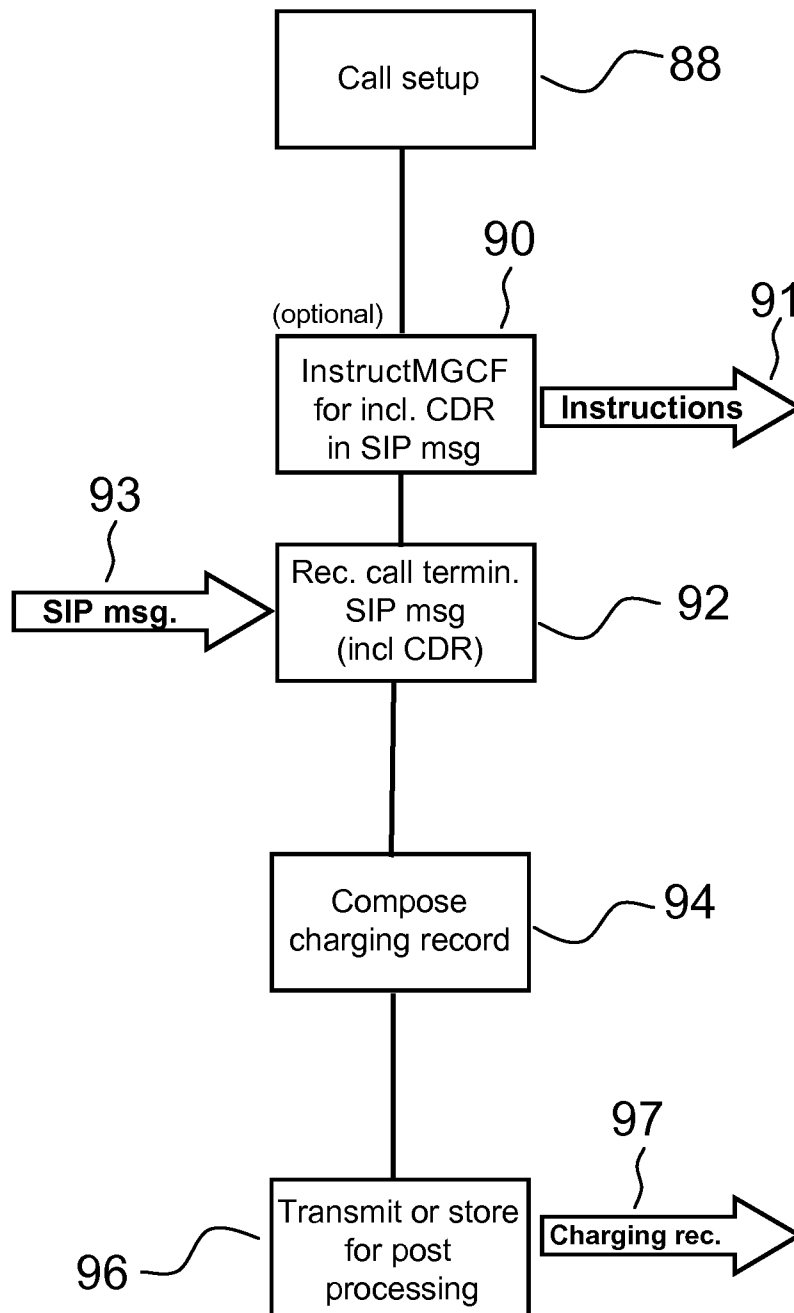 Call setup
88
90
(optional)
InstructMGCF
for incl. CDR
in SIP msg
91
Instructions
93
SIP msg.
Rec. call termin.
SIP msg
(incl CDR)
92
Compose
charging record
94
97
Transmit or store
for post
processing
Charging rec.
96